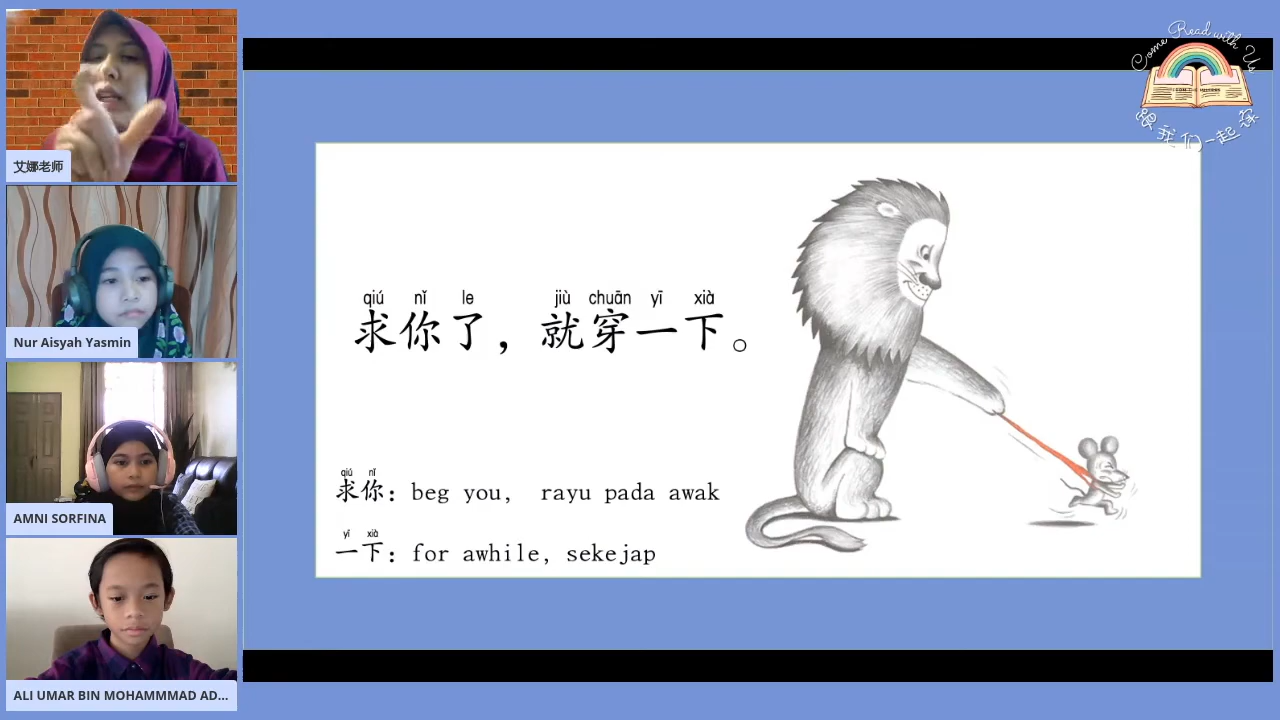 艾娜老师
Nur Aisyah Yasmin
AMNI SORFINA
ALI UMAR BIN MOHAMMMAD AD...
Come Read with Us
跟我们一起读
qiú nǐ le jiù chuān yī xià
求你了，就穿一下。
qiú nǐ
求你：beg you, rayu pada awak
yī xià
一下：for awhile, sekejap